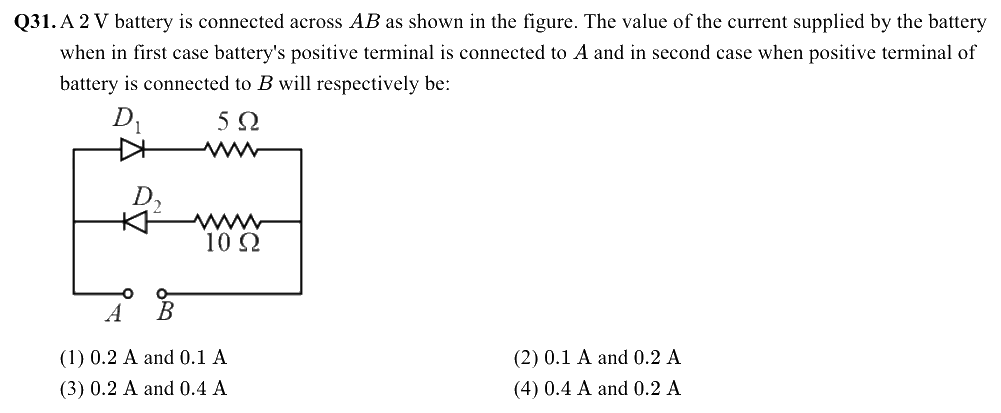 Q31. A 2 V battery is connected across AB as shown in the figure. The value of the current supplied by the battery
when in first case battery's positive terminal is connected to A and in second case when positive terminal of
battery is connected to B will respectively be:
D₁ 5 Ω
D₂
10 Ω
A B
(1) 0.2 A and 0.1 A (2) 0.1 A and 0.2 A
(3) 0.2 A and 0.4 A (4) 0.4 A and 0.2 A